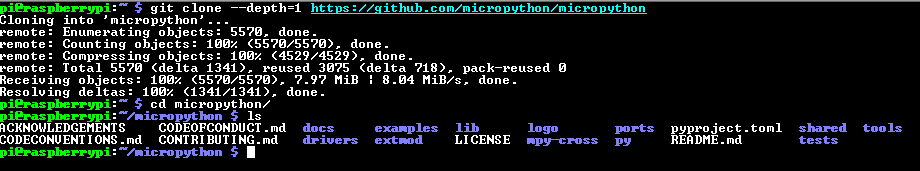 pi@raspberrypi:~ $ git clone --depth=1 https://github.com/micropython/micropython
Cloning into 'micropython'...
remote: Enumerating objects: 5570, done.
remote: Counting objects: 100% (5570/5570), done.
remote: Compressing objects: 100% (4529/4529), done.
remote: Total 5570 (delta 1341), reused 3075 (delta 718), pack-reused 0
Receiving objects: 100% (5570/5570), 7.97 MiB | 8.04 MiB/s, done.
Resolving deltas: 100% (1341/1341), done.
pi@raspberrypi:~ $ cd micropython/
pi@raspberrypi:~/micropython $ ls
ACKNOWLEDGEMENTS CODEOFCONDUCT.md docs examples lib logo ports pyproject.toml shared tools
CODECONVENTIONS.md CONTRIBUTING.md drivers extmod LICENSE mpy-cross py README.md tests
pi@raspberrypi:~/micropython $